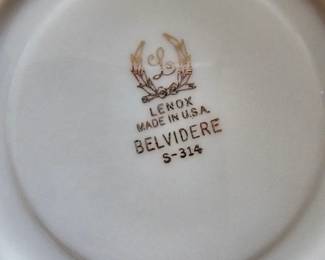 L
LENOX
MADE IN U.S.A.
BELVIDERE
S-314